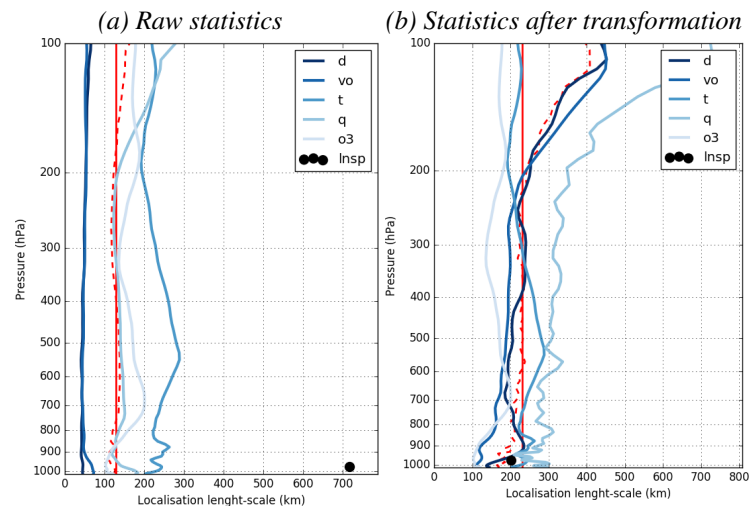 (a) Raw statistics
(b) Statistics after transformation
100
200
300
400
500
600
700
800
900
1000
Pressure (hPa)
0
100
200
300
400
500
600
700
Localisation lenght-scale (km)
d
vo
t
q
o3
lnsp
100
200
300
400
500
600
700
800
900
1000
Pressure (hPa)
0
100
200
300
400
500
600
700
800
Localisation lenght-scale (km)
d
vo
t
q
o3
lnsp